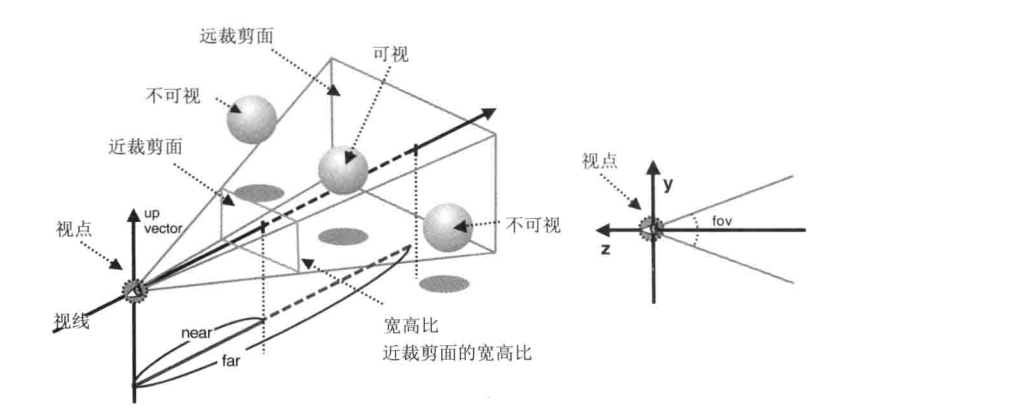 远裁剪面
可视
不可视
近裁剪面
up
vector
视点
不可视
视线
near
far
宽高比
近裁剪面的宽高比
视点
y
fov
z